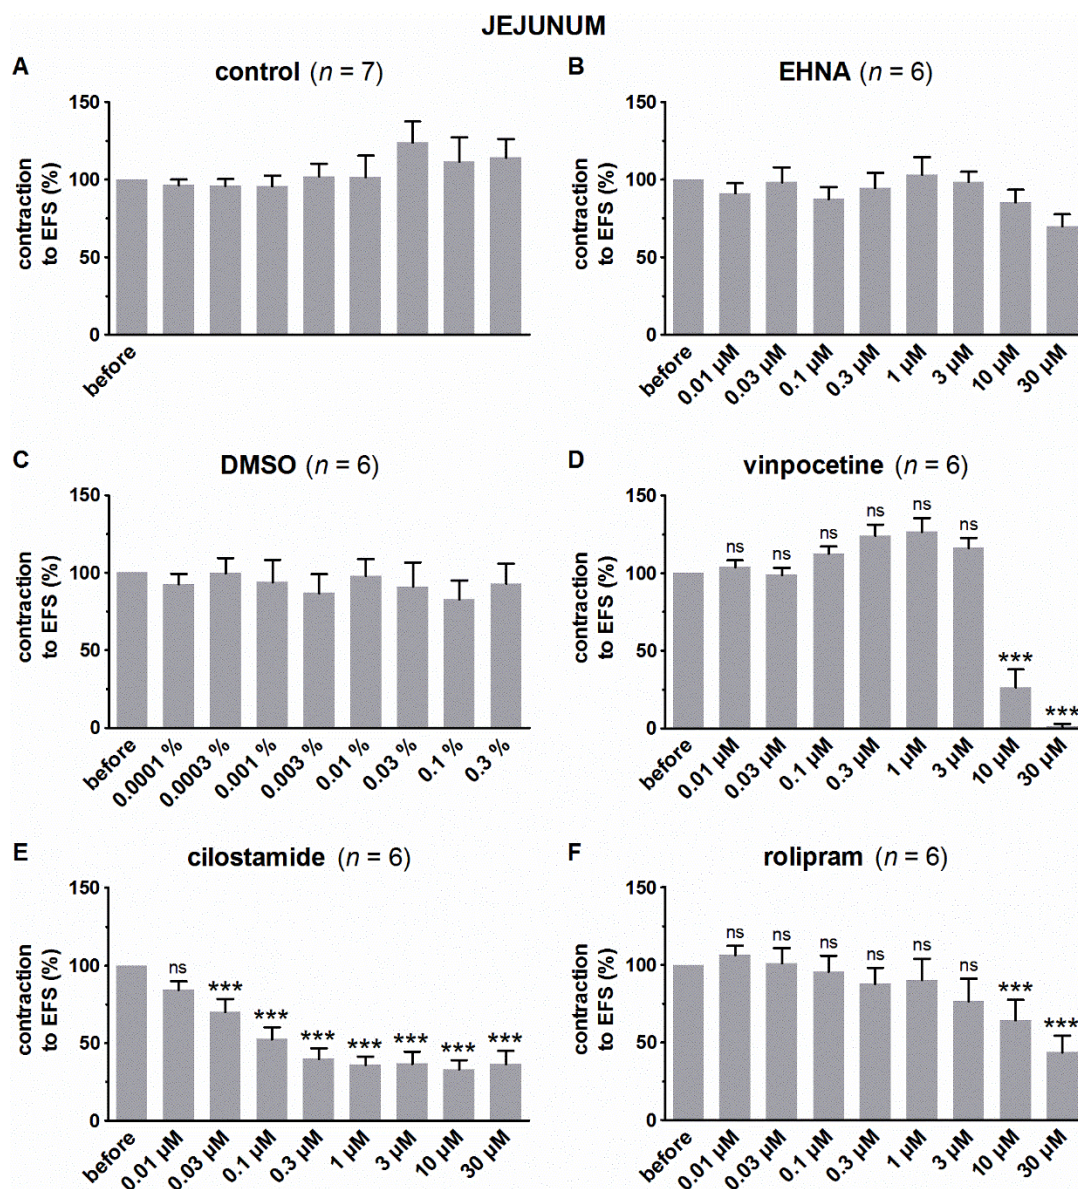 JEJUNUM
A
control (n = 7)
contraction
to EFS (%)
150
100
50
0
before
B
EHNA (n = 6)
contraction
to EFS (%)
150
100
50
0
before
0.01 µM
0.03 µM
0.1 µM
0.3 µM
1 µM
3 µM
10 µM
30 µM
C
DMSO (n = 6)
contraction
to EFS (%)
150
100
50
0
before
0.0001 %
0.0003 %
0.001 %
0.003 %
0.01 %
0.03 %
0.1 %
0.3 %
D
vinpocetine (n = 6)
contraction
to EFS (%)
150
100
50
0
ns
ns
ns
ns
ns
ns
***
***
before
0.01 µM
0.03 µM
0.1 µM
0.3 µM
1 µM
3 µM
10 µM
30 µM
E
cilostamide (n = 6)
contraction
to EFS (%)
150
100
50
0
ns
***
***
***
***
***
***
***
before
0.01 µM
0.03 µM
0.1 µM
0.3 µM
1 µM
3 µM
10 µM
30 µM
F
rolipram (n = 6)
contraction
to EFS (%)
150
100
50
0
ns
ns
ns
ns
ns
ns
***
***
before
0.01 µM
0.03 µM
0.1 µM
0.3 µM
1 µM
3 µM
10 µM
30 µM